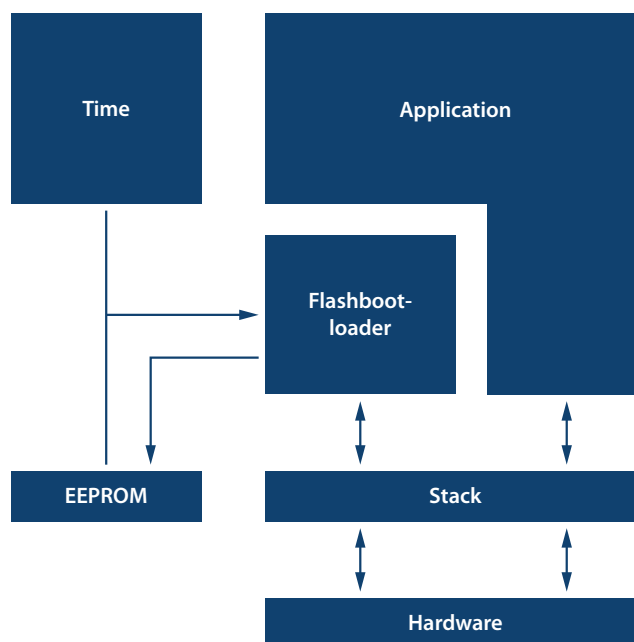 Time
Application
Flashboot-
loader
EEPROM
Stack
Hardware